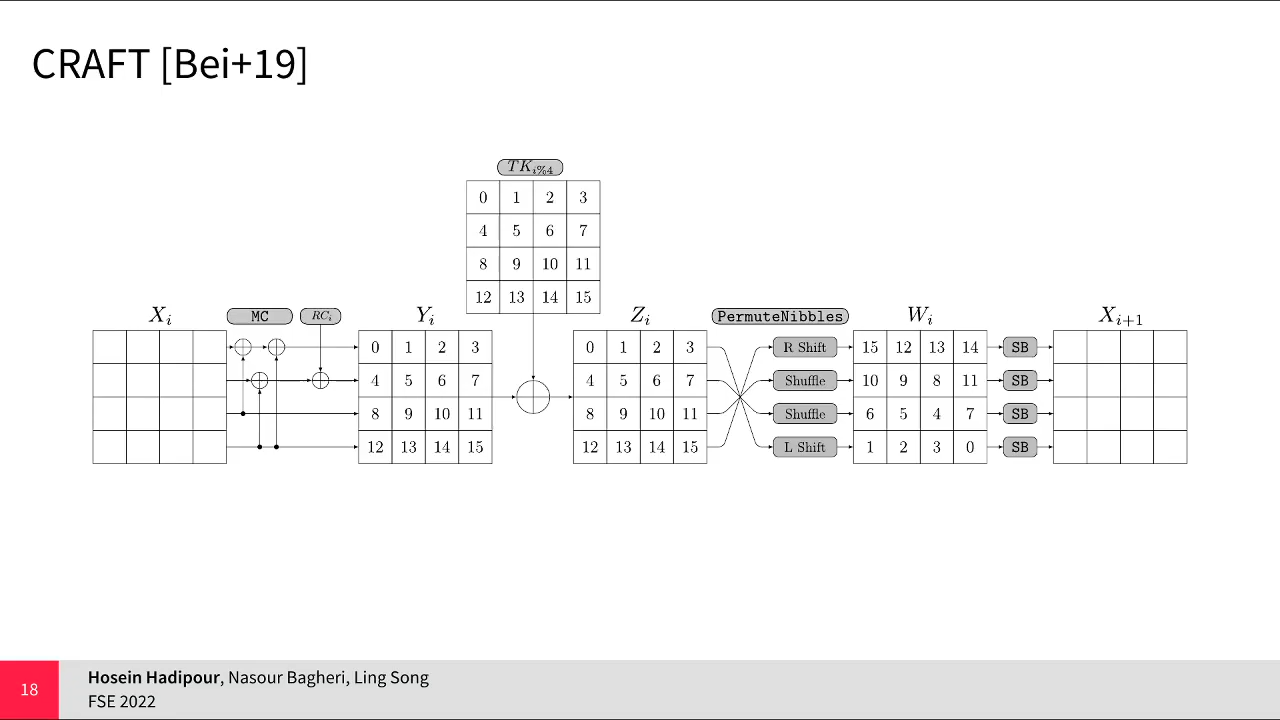 CRAFT [Bei+19]
TK_{i%4}
0 1 2 3
4 5 6 7
8 9 10 11
12 13 14 15
X_i MC RC_i Y_i Z_i PermuteNibbles W_i X_{i+1}
0 1 2 3 0 1 2 3 R Shift 15 12 13 14 SB
4 5 6 7 4 5 6 7 Shuffle 10 9 8 11 SB
8 9 10 11 8 9 10 11 Shuffle 6 5 4 7 SB
12 13 14 15 12 13 14 15 L Shift 1 2 3 0 SB
18
Hosein Hadipour, Nasour Bagheri, Ling Song
FSE 2022